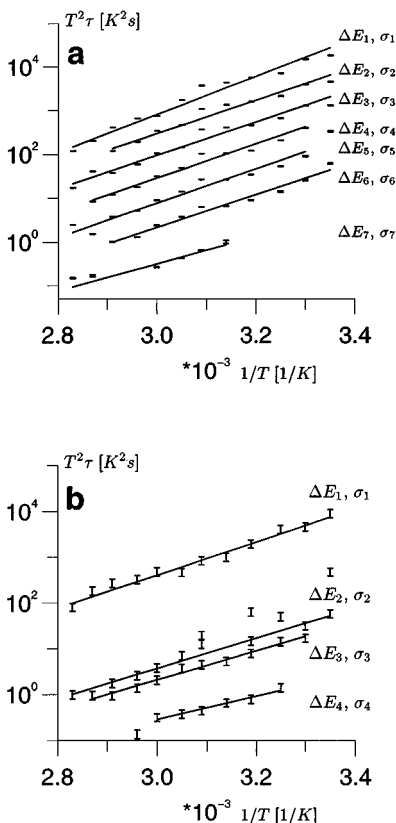 T²τ [K²s]
a
10⁴
10²
10⁰
ΔE₁, σ₁
ΔE₂, σ₂
ΔE₃, σ₃
ΔE₄, σ₄
ΔE₅, σ₅
ΔE₆, σ₆
ΔE₇, σ₇
2.8 3.0 3.2 3.4
*10⁻³ 1/T [1/K]
T²τ [K²s]
b
10⁴
10²
10⁰
ΔE₁, σ₁
ΔE₂, σ₂
ΔE₃, σ₃
ΔE₄, σ₄
2.8 3.0 3.2 3.4
*10⁻³ 1/T [1/K]